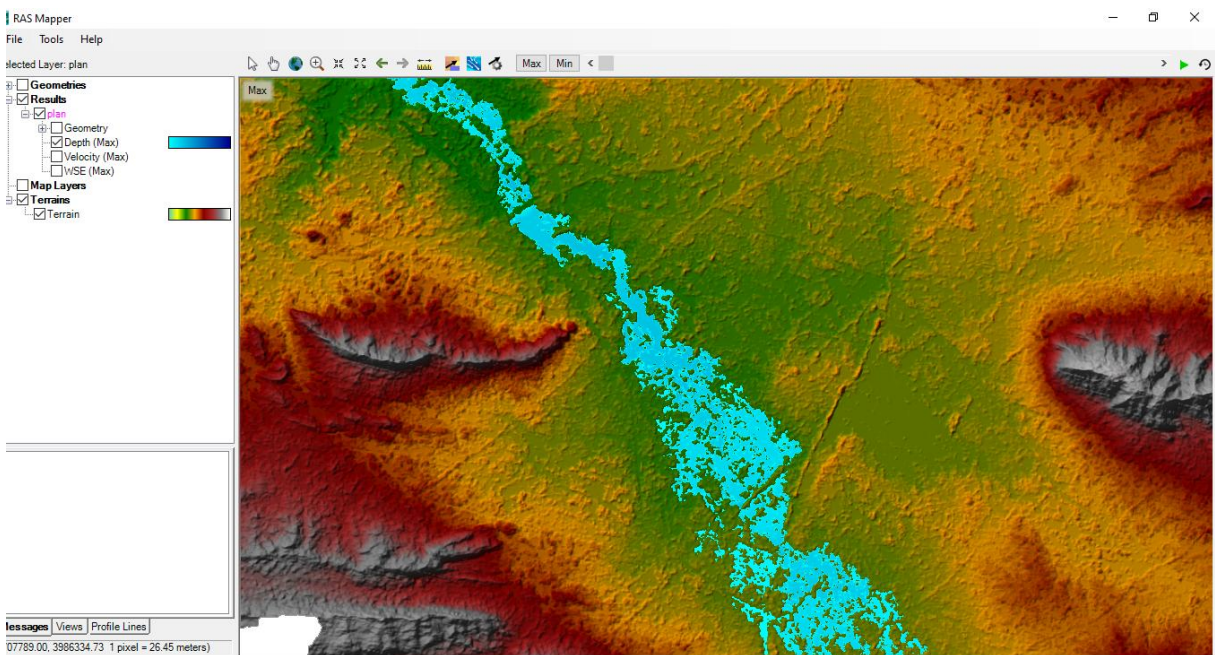 RAS Mapper
File Tools Help
elected Layer: plan
Max Min < >
Geometries
Results
plan
Geometry
Depth (Max)
Velocity (Max)
WSE (Max)
Map Layers
Terrains
Terrain
Max
Messages Views Profile Lines
07789.00, 3986334.73 1 pixel = 26.45 meters)